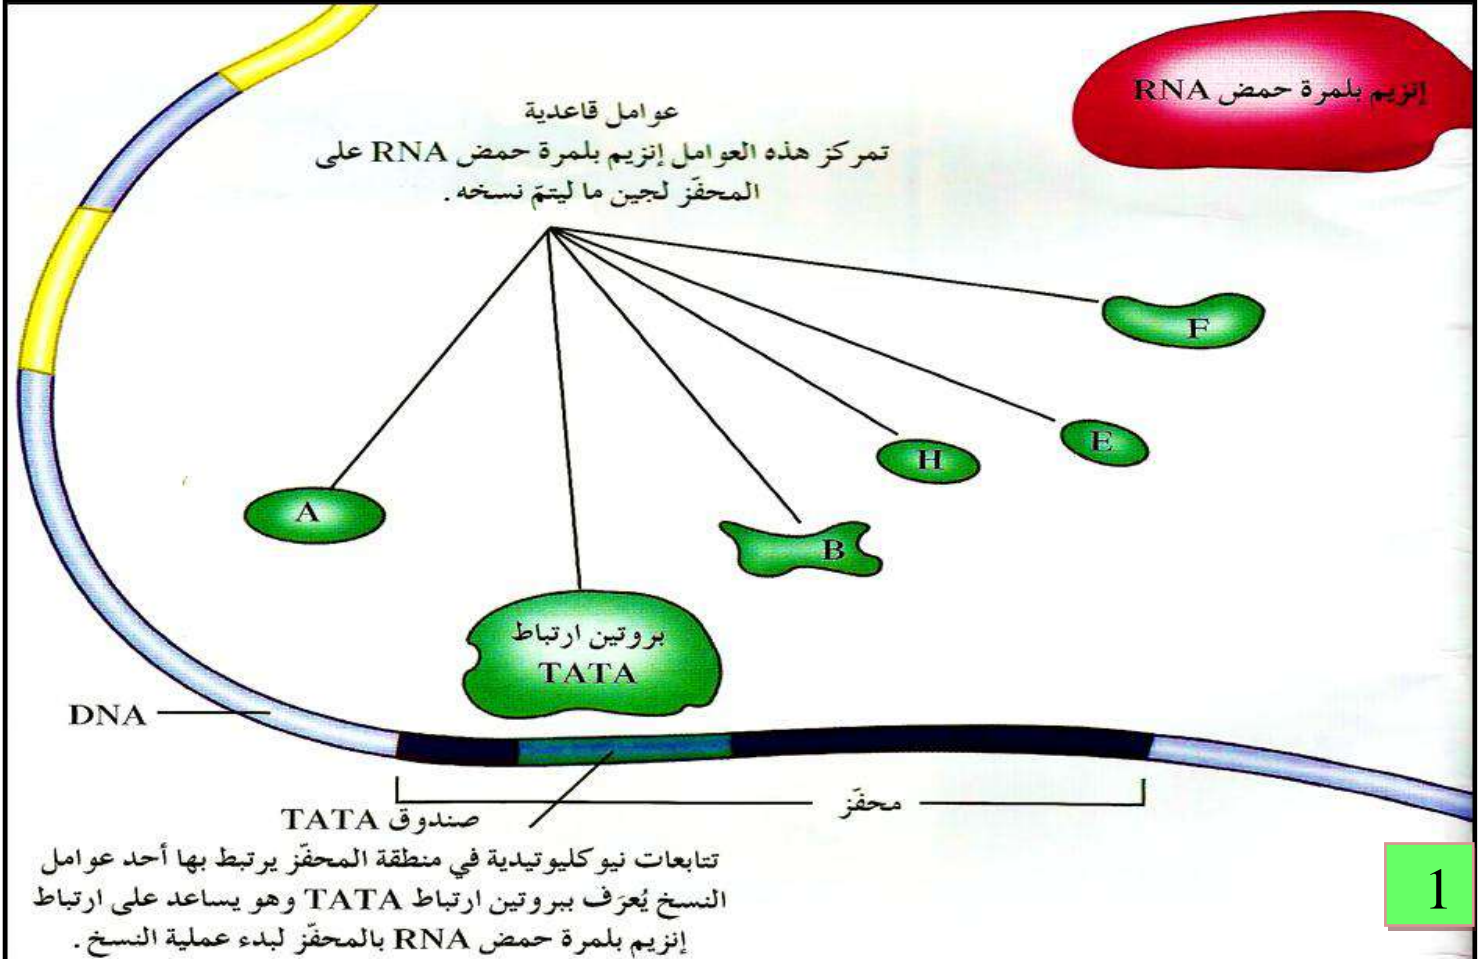 إنزيم بلمرة حمض RNA
عوامل قاعدية
تمركز هذه العوامل إنزيم بلمرة حمض RNA على
المحفّز لجين ما ليتمّ نسخه.
F
E
H
A
B
بروتين ارتباط
TATA
DNA
محفّز
صندوق TATA
تتابعات نيوكليوتيدية في منطقة المحفّز يرتبط بها أحد عوامل
النسخ يُعرَف ببروتين ارتباط TATA وهو يساعد على ارتباط
إنزيم بلمرة حمض RNA بالمحفّز لبدء عملية النسخ.
1